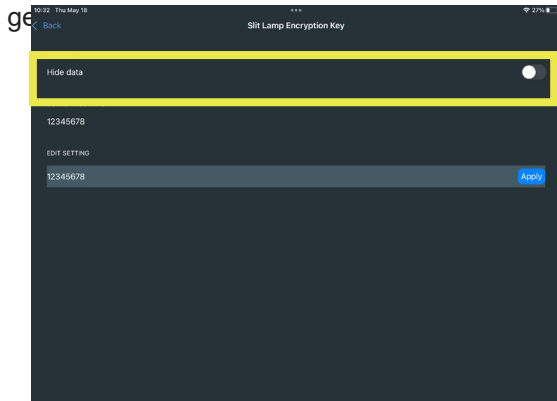 ge
10:32 Thu May 18
27%
Back
Slit Lamp Encryption Key
Hide data
12345678
EDIT SETTING
12345678
Apply